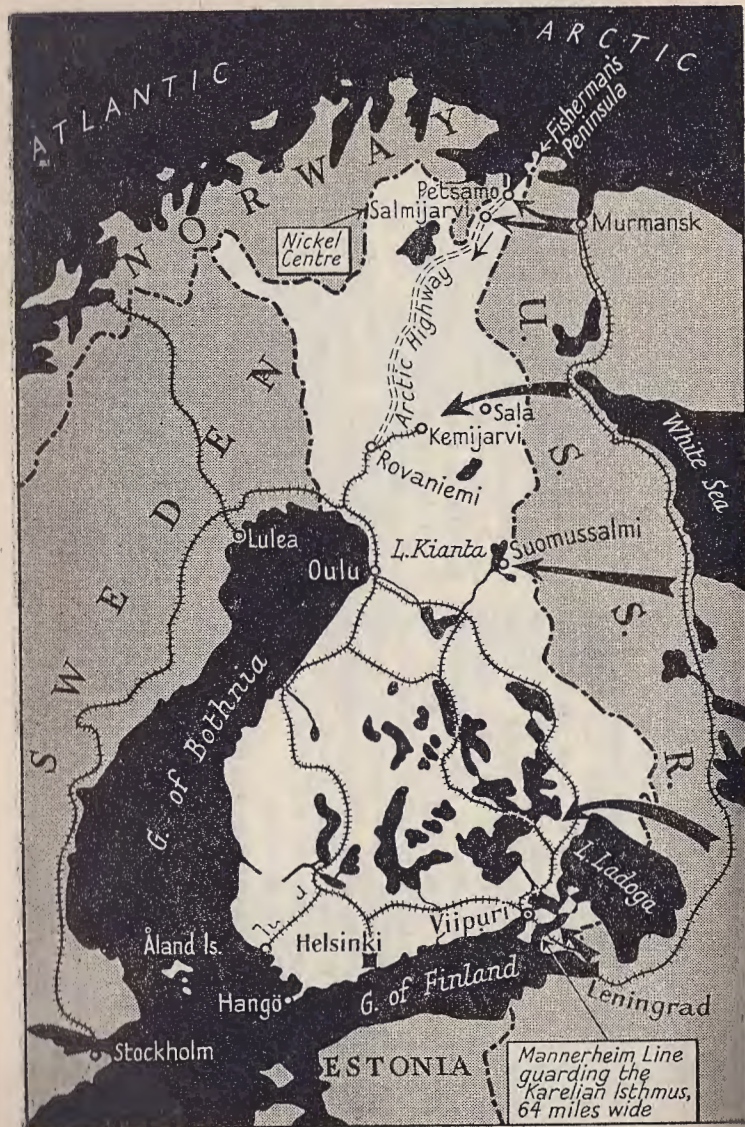 ATLANTIC
ARCTIC
Fisherman's
Peninsula
NORWAY
Petsamo
Salmijarvi
Murmansk
Nickel
Centre
Arctic Highway
U.S.S.R.
SWEDEN
Sala
Kemijarvi
Rovaniemi
White Sea
Lulea
L.Kianta
Suomussalmi
Oulu
G. of Bothnia
L.Ladoga
Viipuri
Åland Is.
Helsinki
Hangö
G. of Finland
Leningrad
Stockholm
ESTONIA
Mannerheim Line
guarding the
Karelian Isthmus,
64 miles wide